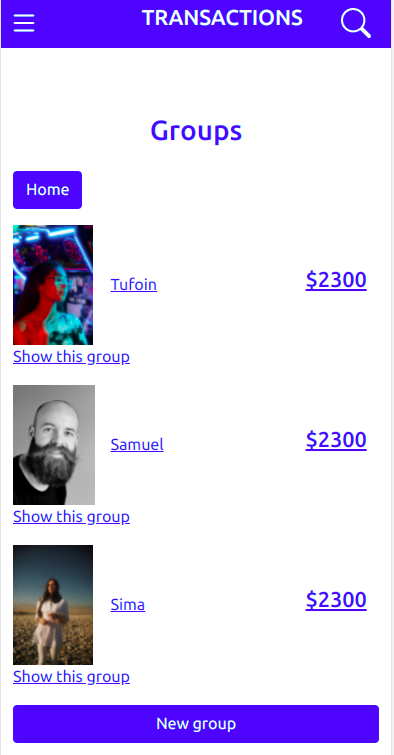 TRANSACTIONS
Groups
Home
Tufoin
$2300
Show this group
Samuel
$2300
Show this group
Sima
$2300
Show this group
New group